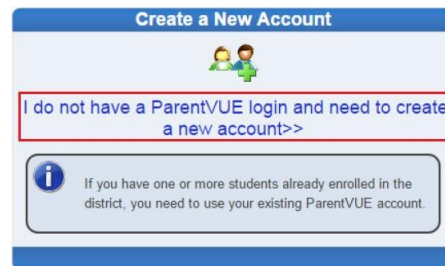 Create a New Account
I do not have a ParentVUE login and need to create
a new account>>
If you have one or more students already enrolled in the
district, you need to use your existing ParentVUE account.